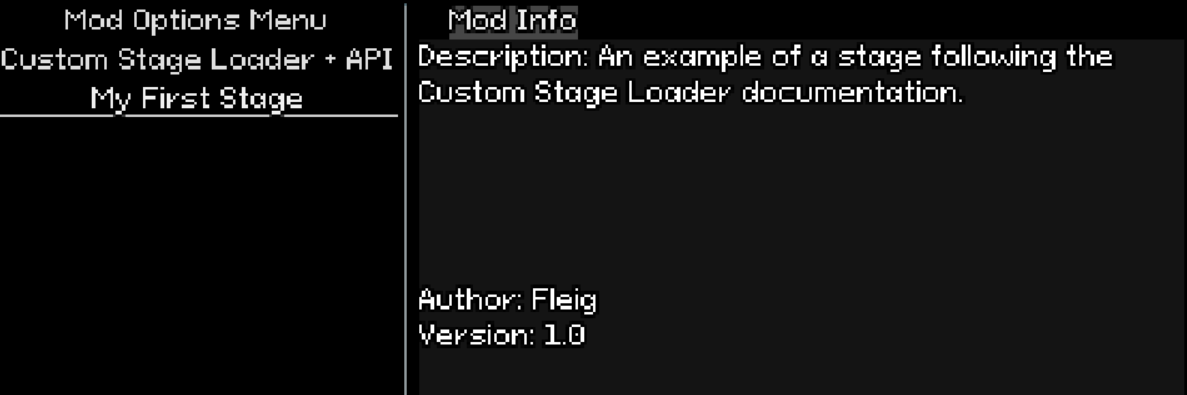 Mod Options Menu
Custom Stage Loader + API
My First Stage
Mod Info
Description: An example of a stage following the
Custom Stage Loader documentation.
Author: Fleig
Version: 1.0